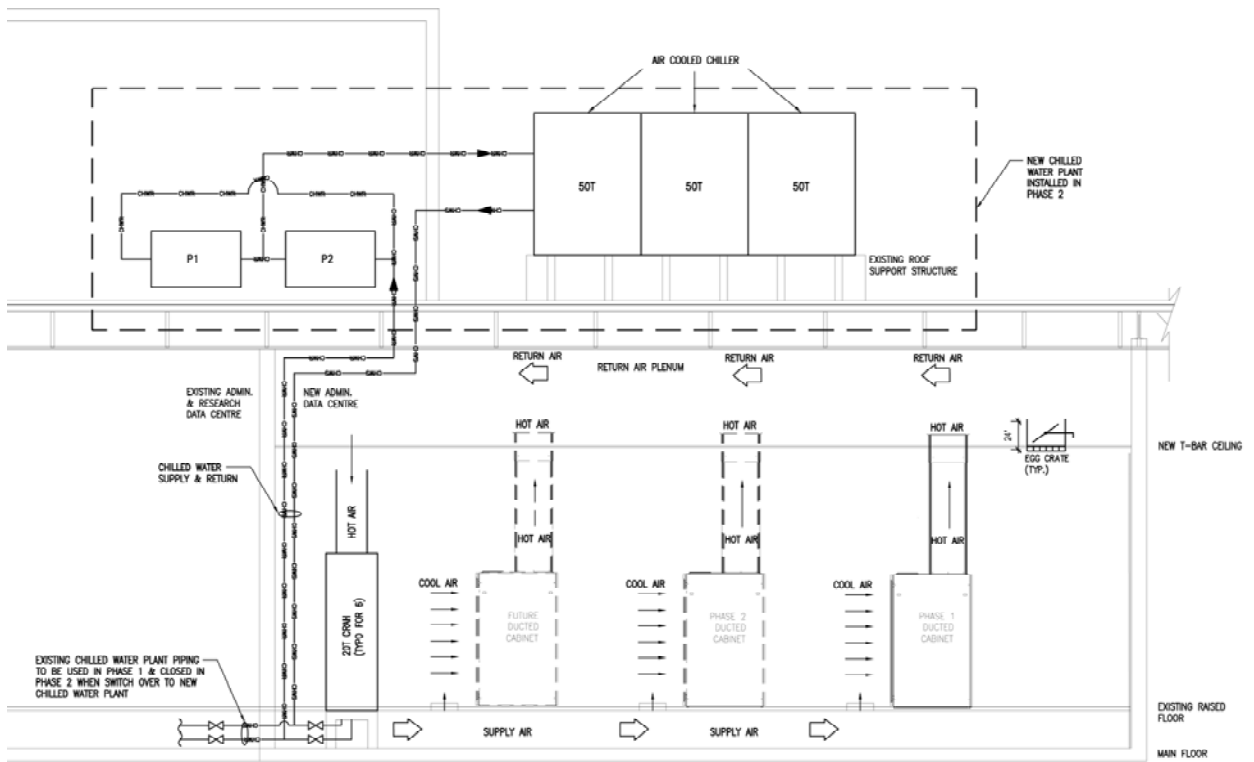 AIR COOLED CHILLER
50T
50T
50T
NEW CHILLED
WATER PLANT
INSTALLED IN
PHASE 2
CHWR
CHWR
CHWR
CHWR
CHWR
P1
P2
EXISTING ROOF
SUPPORT STRUCTURE
RETURN AIR
RETURN AIR PLENUM
RETURN AIR
RETURN AIR
EXISTING ADMIN.
& RESEARCH
DATA CENTRE
NEW ADMIN.
DATA CENTRE
HOT AIR
HOT AIR
HOT AIR
24"
EGG CRATE
(TYP.)
NEW T-BAR CEILING
CHILLED WATER
SUPPLY & RETURN
HOT AIR
HOT AIR
HOT AIR
HOT AIR
COOL AIR
COOL AIR
COOL AIR
20T CRAH
(TYPO FOR 6)
FUTURE
DUCTED
CABINET
PHASE 2
DUCTED
CABINET
PHASE 1
DUCTED
CABINET
EXISTING CHILLED WATER PLANT PIPING
TO BE USED IN PHASE 1 & CLOSED IN
PHASE 2 WHEN SWITCH OVER TO NEW
CHILLED WATER PLANT
SUPPLY AIR
SUPPLY AIR
EXISTING RAISED
FLOOR
MAIN FLOOR